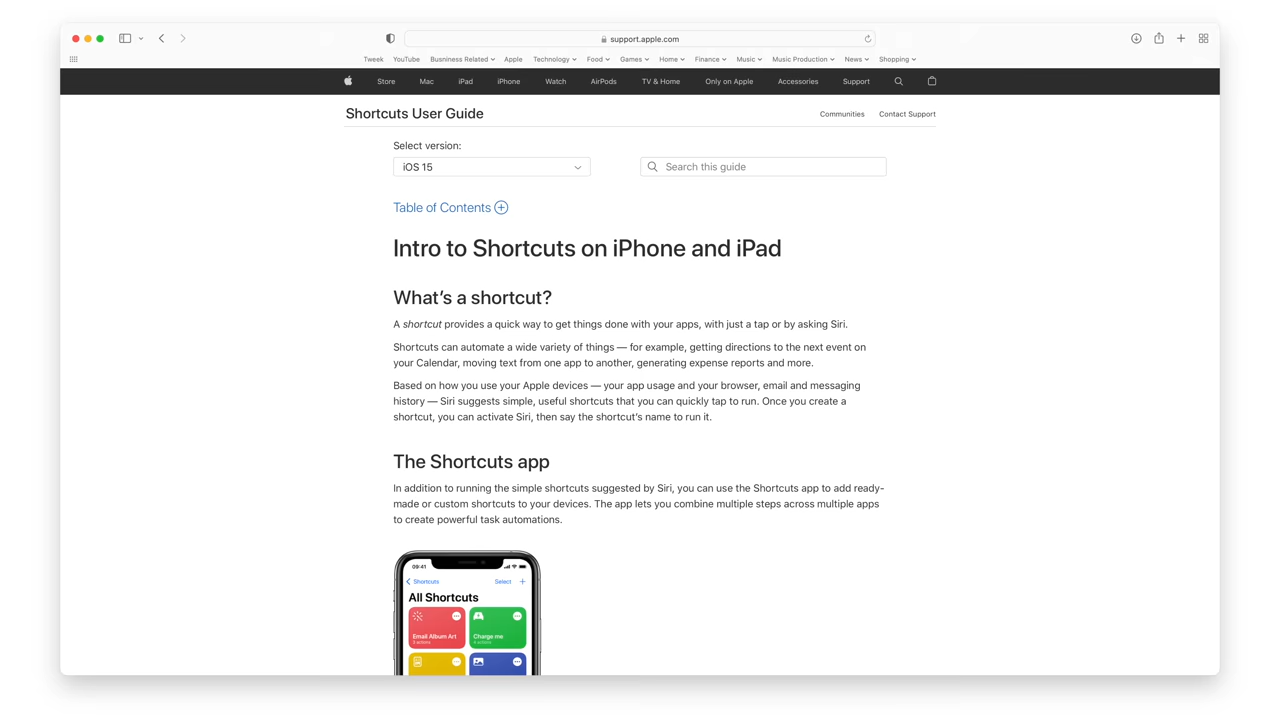 support.apple.com
Tweek YouTube Busniness Related Apple Technology Food Games Home Finance Music Music Production News Shopping
Store Mac iPad iPhone Watch AirPods TV & Home Only on Apple Accessories Support
Shortcuts User Guide Communities Contact Support
Select version:
iOS 15 Search this guide
Table of Contents
Intro to Shortcuts on iPhone and iPad
What’s a shortcut?
A shortcut provides a quick way to get things done with your apps, with just a tap or by asking Siri.
Shortcuts can automate a wide variety of things — for example, getting directions to the next event on
your Calendar, moving text from one app to another, generating expense reports and more.
Based on how you use your Apple devices — your app usage and your browser, email and messaging
history — Siri suggests simple, useful shortcuts that you can quickly tap to run. Once you create a
shortcut, you can activate Siri, then say the shortcut’s name to run it.
The Shortcuts app
In addition to running the simple shortcuts suggested by Siri, you can use the Shortcuts app to add ready-
made or custom shortcuts to your devices. The app lets you combine multiple steps across multiple apps
to create powerful task automations.
09:41
Shortcuts Select +
All Shortcuts
Email Album Art Charge me
3 actions 4 actions